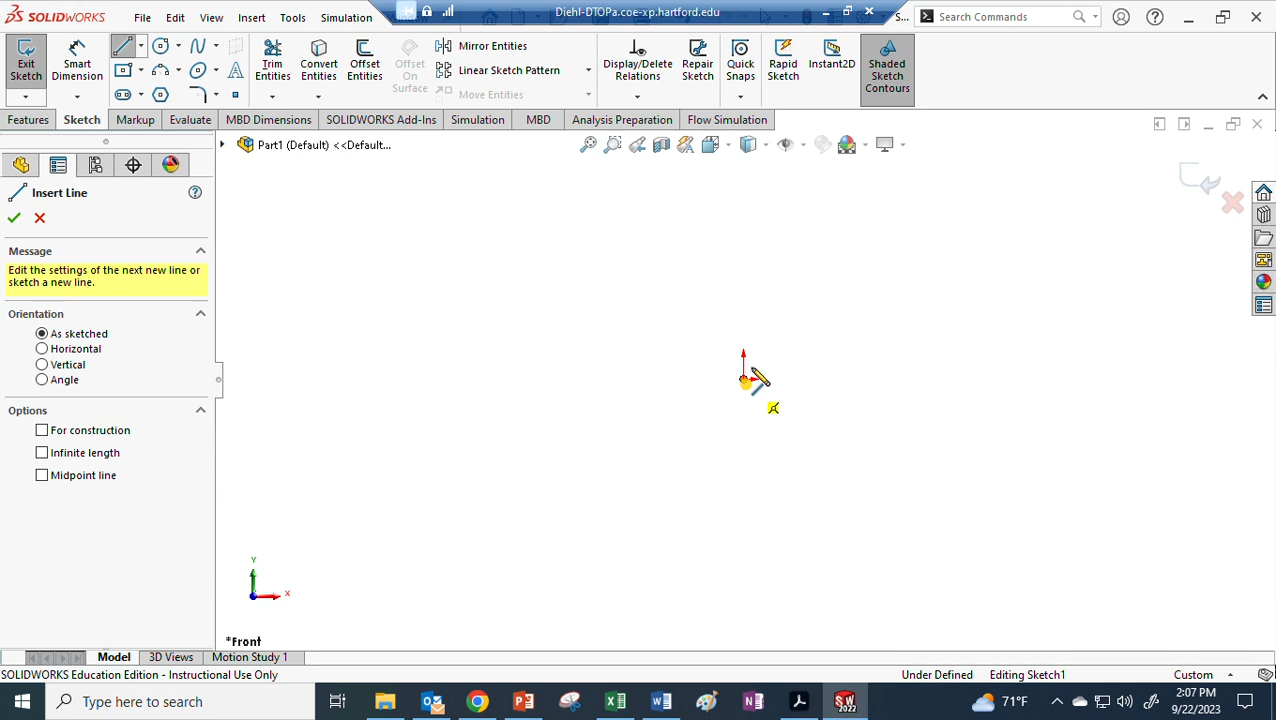 SOLIDWORKS
File Edit View Insert Tools Simulation
Diehl-DTOPa.coe-xp.hartford.edu
S...
Search Commands
Exit Sketch
Smart Dimension
Trim Entities
Convert Entities
Offset Entities
Offset On Surface
Mirror Entities
Linear Sketch Pattern
Move Entities
Display/Delete Relations
Repair Sketch
Quick Snaps
Rapid Sketch
Instant2D
Shaded Sketch Contours
Features Sketch Markup Evaluate MBD Dimensions SOLIDWORKS Add-Ins Simulation MBD Analysis Preparation Flow Simulation
Part1 (Default) <<Default...
Insert Line
Message
Edit the settings of the next new line or
sketch a new line.
Orientation
As sketched
Horizontal
Vertical
Angle
Options
For construction
Infinite length
Midpoint line
Y
X
*Front
Model 3D Views Motion Study 1
SOLIDWORKS Education Edition - Instructional Use Only
Under Defined Editing Sketch1 Custom
Type here to search
SW 2022
71°F
2:07 PM
9/22/2023